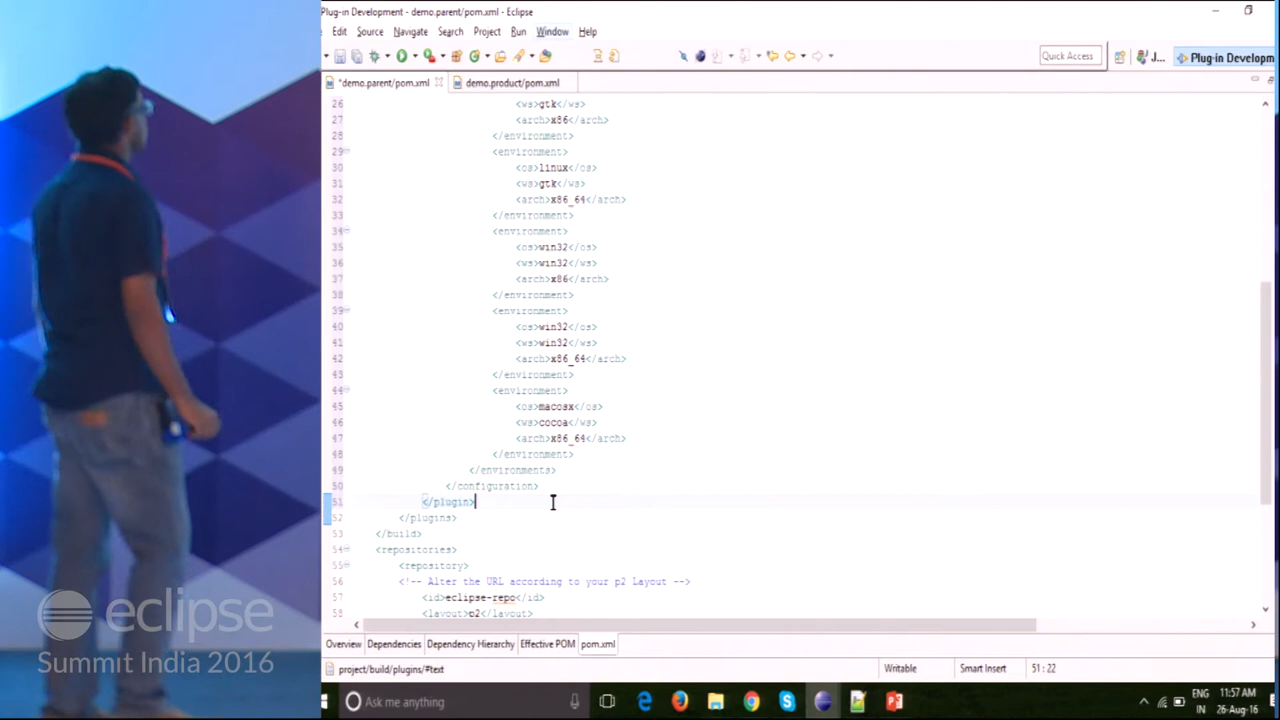 Plug-in Development - demo.parent/pom.xml - Eclipse
Edit Source Navigate Search Project Run Window Help
Quick Access
J...
Plug-in Developm
*demo.parent/pom.xml
demo.product/pom.xml
26 <ws>gtk</ws>
27 <arch>x86</arch>
28 </environment>
29 <environment>
30 <os>linux</os>
31 <ws>gtk</ws>
32 <arch>x86_64</arch>
33 </environment>
34 <environment>
35 <os>win32</os>
36 <ws>win32</ws>
37 <arch>x86</arch>
38 </environment>
39 <environment>
40 <os>win32</os>
41 <ws>win32</ws>
42 <arch>x86_64</arch>
43 </environment>
44 <environment>
45 <os>macosx</os>
46 <ws>cocoa</ws>
47 <arch>x86_64</arch>
48 </environment>
49 </environments>
50 </configuration>
51 </plugin>
52 </plugins>
53 </build>
54 <repositories>
55 <repository>
56 <!-- Alter the URL according to your p2 Layout -->
57 <id>eclipse-repo</id>
58 <layout>p2</layout>
Overview Dependencies Dependency Hierarchy Effective POM pom.xml
project/build/plugins/#text
Writable
Smart Insert
51 : 22
Ask me anything
ENG
IN
11:57 AM
26-Aug-16
eclipse
Summit India 2016